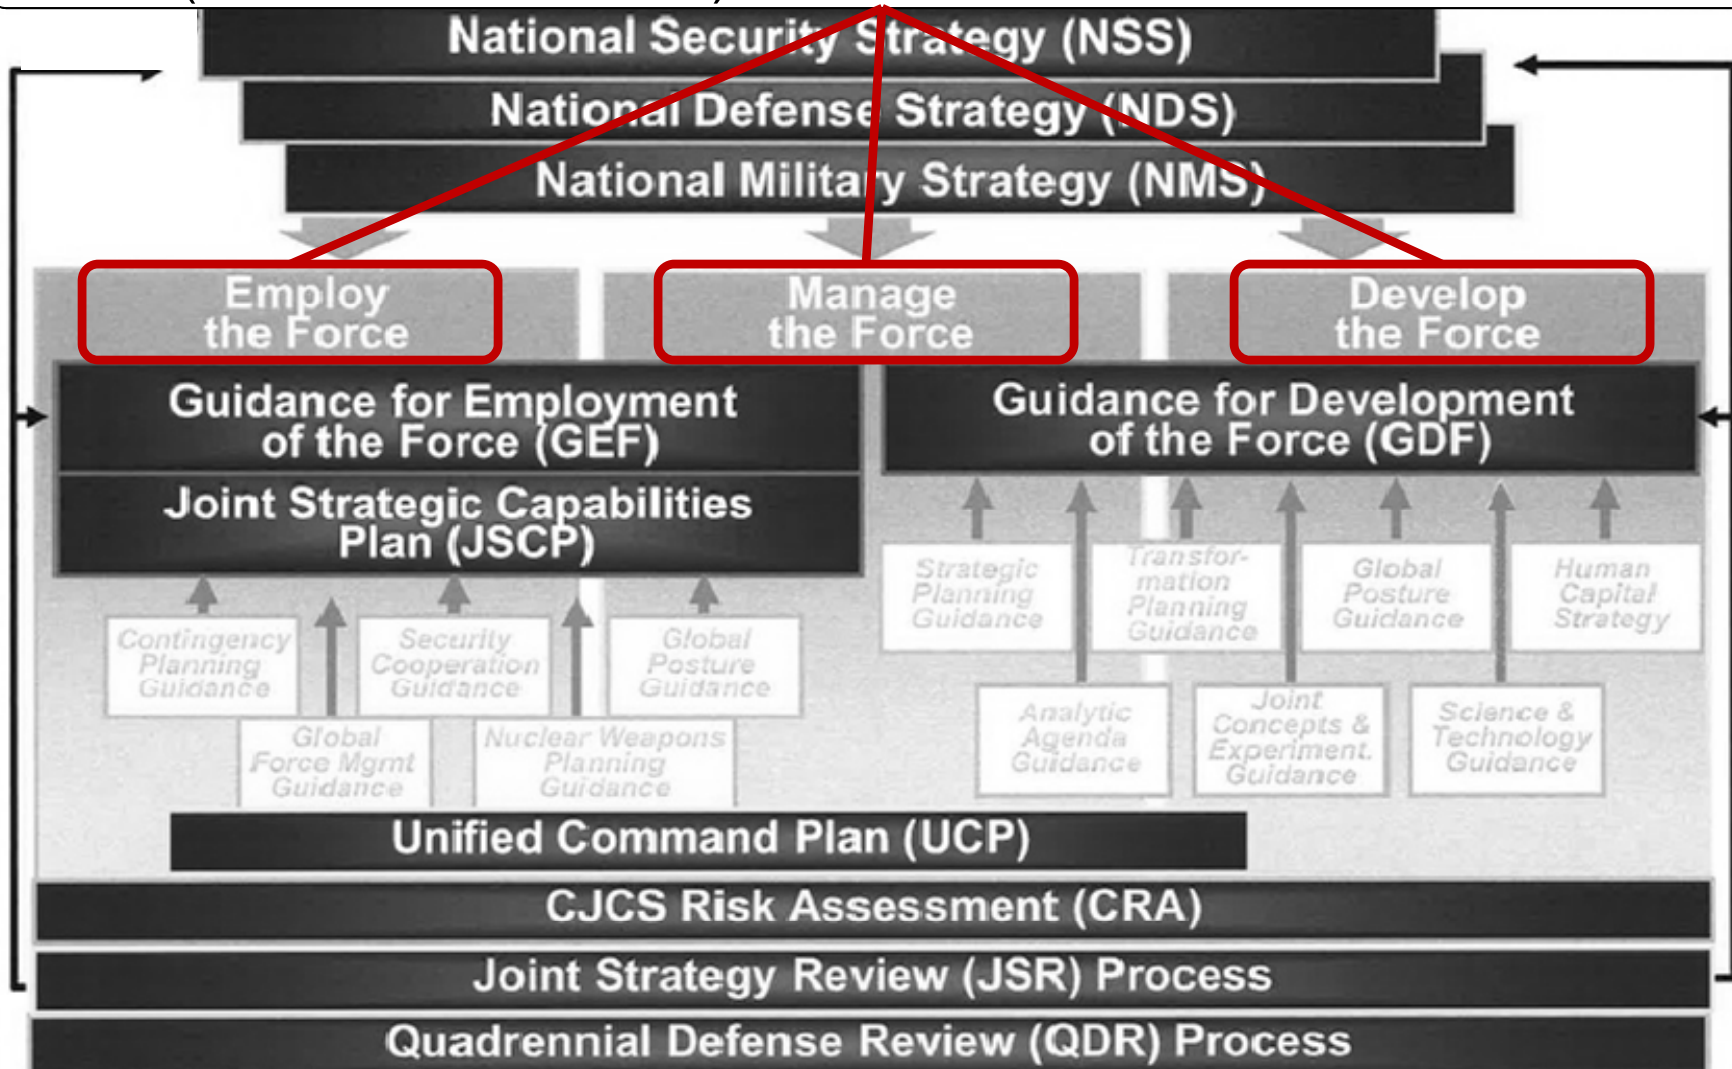 National Security Strategy (NSS)
National Defense Strategy (NDS)
National Military Strategy (NMS)
Employ
the Force
Manage
the Force
Develop
the Force
Guidance for Employment
of the Force (GEF)
Joint Strategic Capabilities
Plan (JSCP)
Guidance for Development
of the Force (GDF)
Contingency
Planning
Guidance
Security
Cooperation
Guidance
Global
Posture
Guidance
Global
Force Mgmt
Guidance
Nuclear Weapons
Planning
Guidance
Strategic
Planning
Guidance
Transfor-
mation
Planning
Guidance
Global
Posture
Guidance
Human
Capital
Strategy
Analytic
Agenda
Guidance
Joint
Concepts &
Experiment.
Guidance
Science &
Technology
Guidance
Unified Command Plan (UCP)
CJCS Risk Assessment (CRA)
Joint Strategy Review (JSR) Process
Quadrennial Defense Review (QDR) Process